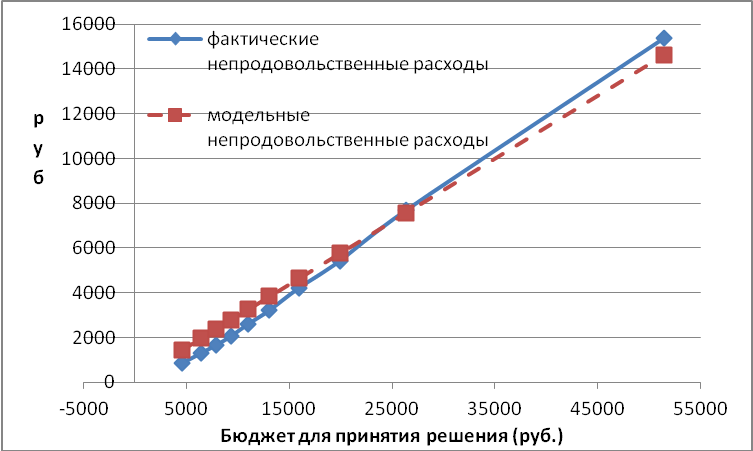 16000
14000
12000
10000
8000
6000
4000
2000
0
р
у
б
фактические
непродовольственные расходы
модельные
непродовольственные расходы
-5000 5000 15000 25000 35000 45000 55000
Бюджет для принятия решения (руб.)